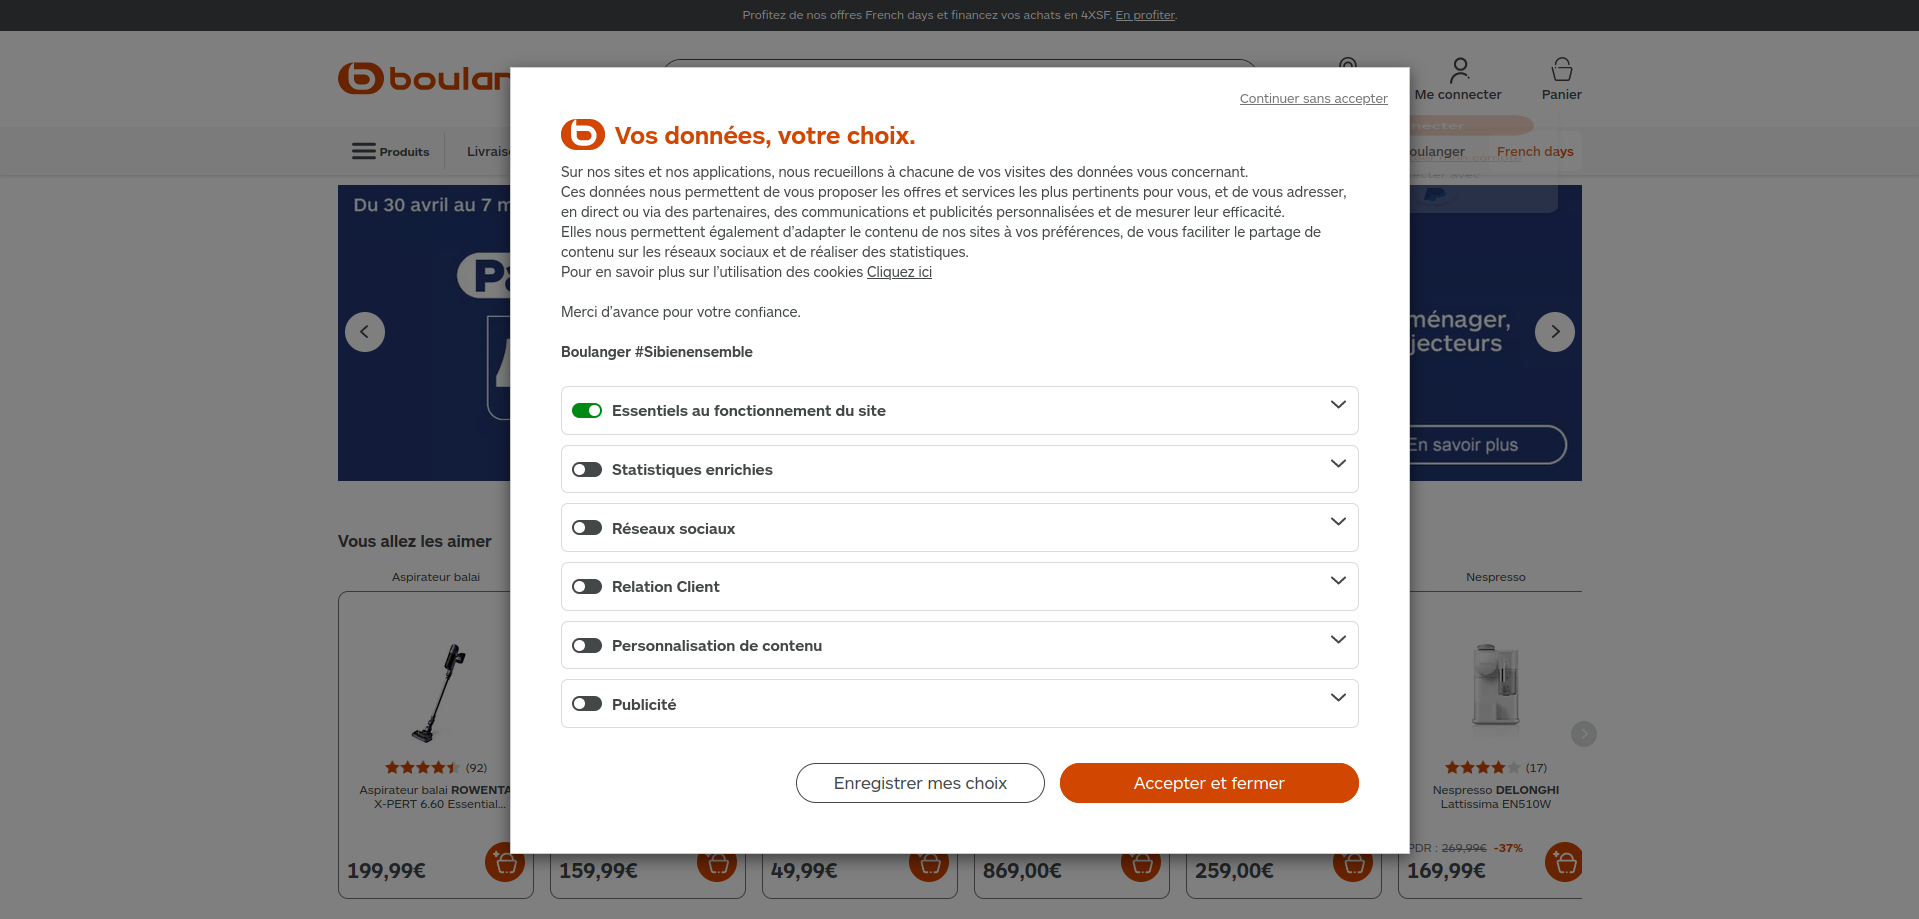 Profitez de nos offres French days et financez vos achats en 4XSF. En profiter.
boulan
Me connecter
Panier
Produits
Livrais
oulanger
French days
Du 30 avril au 7 m
ménager,
jecteurs
En savoir plus
Continuer sans accepter
Vos données, votre choix.
Sur nos sites et nos applications, nous recueillons à chacune de vos visites des données vous concernant.
Ces données nous permettent de vous proposer les offres et services les plus pertinents pour vous, et de vous adresser,
en direct ou via des partenaires, des communications et publicités personnalisées et de mesurer leur efficacité.
Elles nous permettent également d’adapter le contenu de nos sites à vos préférences, de vous faciliter le partage de
contenu sur les réseaux sociaux et de réaliser des statistiques.
Pour en savoir plus sur l’utilisation des cookies Cliquez ici
Merci d’avance pour votre confiance.
Boulanger #Sibienensemble
Essentiels au fonctionnement du site
Statistiques enrichies
Réseaux sociaux
Relation Client
Personnalisation de contenu
Publicité
Enregistrer mes choix
Accepter et fermer
Vous allez les aimer
Aspirateur balai
Nespresso
(92)
Aspirateur balai ROWENTA
X-PERT 6.60 Essential...
(17)
Nespresso DELONGHI
Lattissima EN510W
PDR : 269,99€ -37%
199,99€
159,99€
49,99€
869,00€
259,00€
169,99€